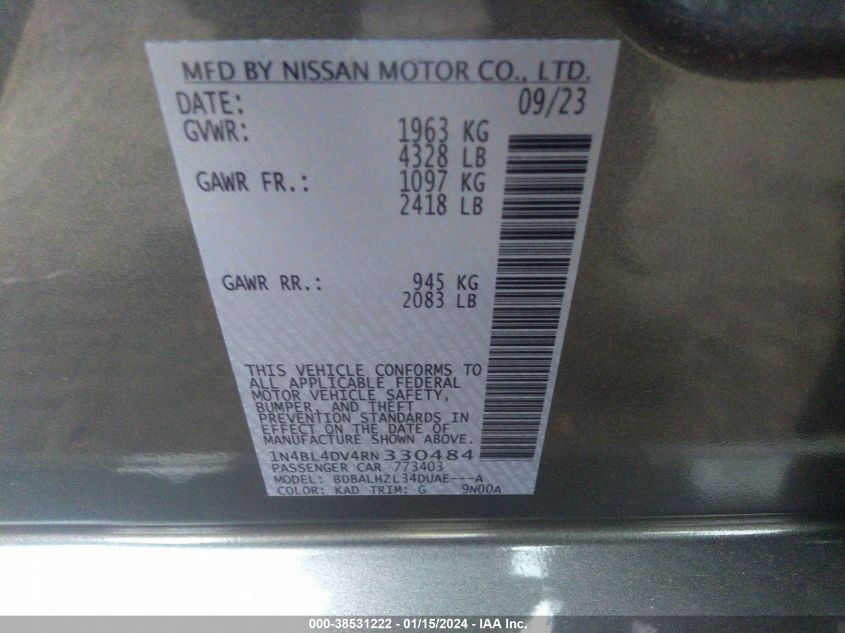 MFD BY NISSAN MOTOR CO., LTD.
DATE: 09/23
GVWR: 1963 KG
4328 LB
GAWR FR.: 1097 KG
2418 LB
GAWR RR.: 945 KG
2083 LB
THIS VEHICLE CONFORMS TO
ALL APPLICABLE FEDERAL
MOTOR VEHICLE SAFETY,
BUMPER, AND THEFT
PREVENTION STANDARDS IN
EFFECT ON THE DATE OF
MANUFACTURE SHOWN ABOVE.
1N4BL4DV4RN330484
PASSENGER CAR 773403
MODEL: BDBALHZL34DUAE---A
COLOR: KAD TRIM: G 9N00A
000-38531222 - 01/15/2024 - IAA Inc.